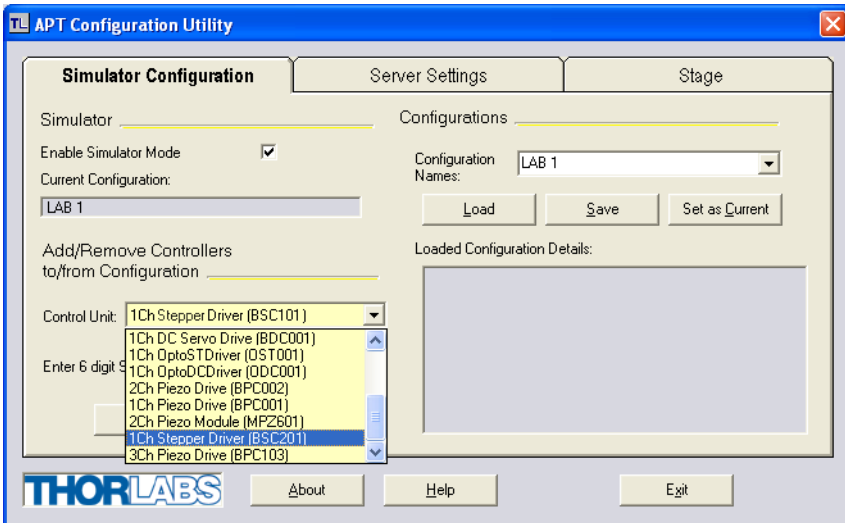 TL APT Configuration Utility
Simulator Configuration
Server Settings
Stage
Simulator
Enable Simulator Mode
Current Configuration:
LAB 1
Add/Remove Controllers
to/from Configuration
Control Unit:
1Ch Stepper Driver (BSC101)
1Ch DC Servo Drive (BDC001)
1Ch OptoSTDriver (OST001)
1Ch OptoDCDriver (ODC001)
2Ch Piezo Drive (BPC002)
1Ch Piezo Drive (BPC001)
2Ch Piezo Module (MPZ601)
1Ch Stepper Driver (BSC201)
3Ch Piezo Drive (BPC103)
Enter 6 digit
Configurations
Configuration
Names:
LAB 1
Load
Save
Set as Current
Loaded Configuration Details:
THORLABS
About
Help
Exit